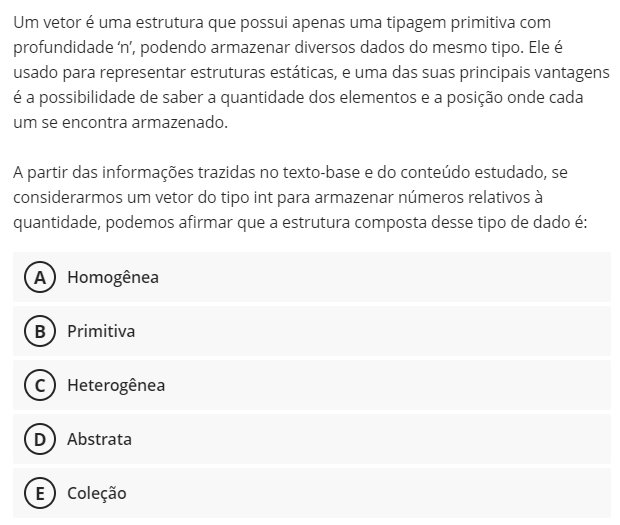 Um vetor é uma estrutura que possui apenas uma tipagem primitiva com
profundidade ‘n’, podendo armazenar diversos dados do mesmo tipo. Ele é
usado para representar estruturas estáticas, e uma das suas principais vantagens
é a possibilidade de saber a quantidade dos elementos e a posição onde cada
um se encontra armazenado.
A partir das informações trazidas no texto-base e do conteúdo estudado, se
considerarmos um vetor do tipo int para armazenar números relativos à
quantidade, podemos afirmar que a estrutura composta desse tipo de dado é:
A Homogênea
B Primitiva
C Heterogênea
D Abstrata
E Coleção